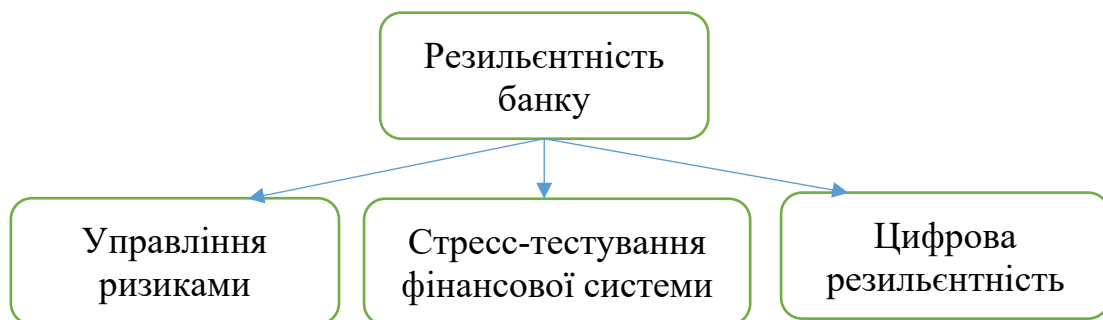 Резильєнтність
банку
Управління
ризиками
Стресс-тестування
фінансової системи
Цифрова
резильєнтність